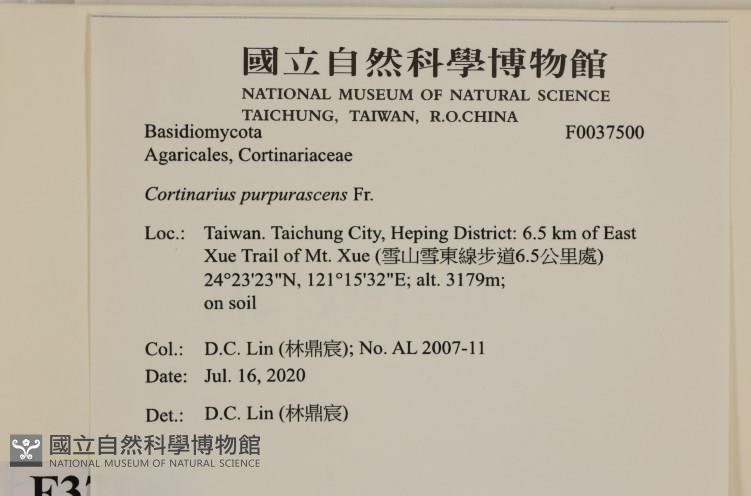 國立自然科學博物館
NATIONAL MUSEUM OF NATURAL SCIENCE
TAICHUNG, TAIWAN, R.O.CHINA
Basidiomycota F0037500
Agaricales, Cortinariaceae
Cortinarius purpurascens Fr.
Loc.: Taiwan. Taichung City, Heping District: 6.5 km of East
Xue Trail of Mt. Xue (雪山雪東線步道6.5公里處)
24°23'23"N, 121°15'32"E; alt. 3179m;
on soil
Col.: D.C. Lin (林鼎宸); No. AL 2007-11
Date: Jul. 16, 2020
Det.: D.C. Lin (林鼎宸)
國立自然科學博物館
NATIONAL MUSEUM OF NATURAL SCIENCE